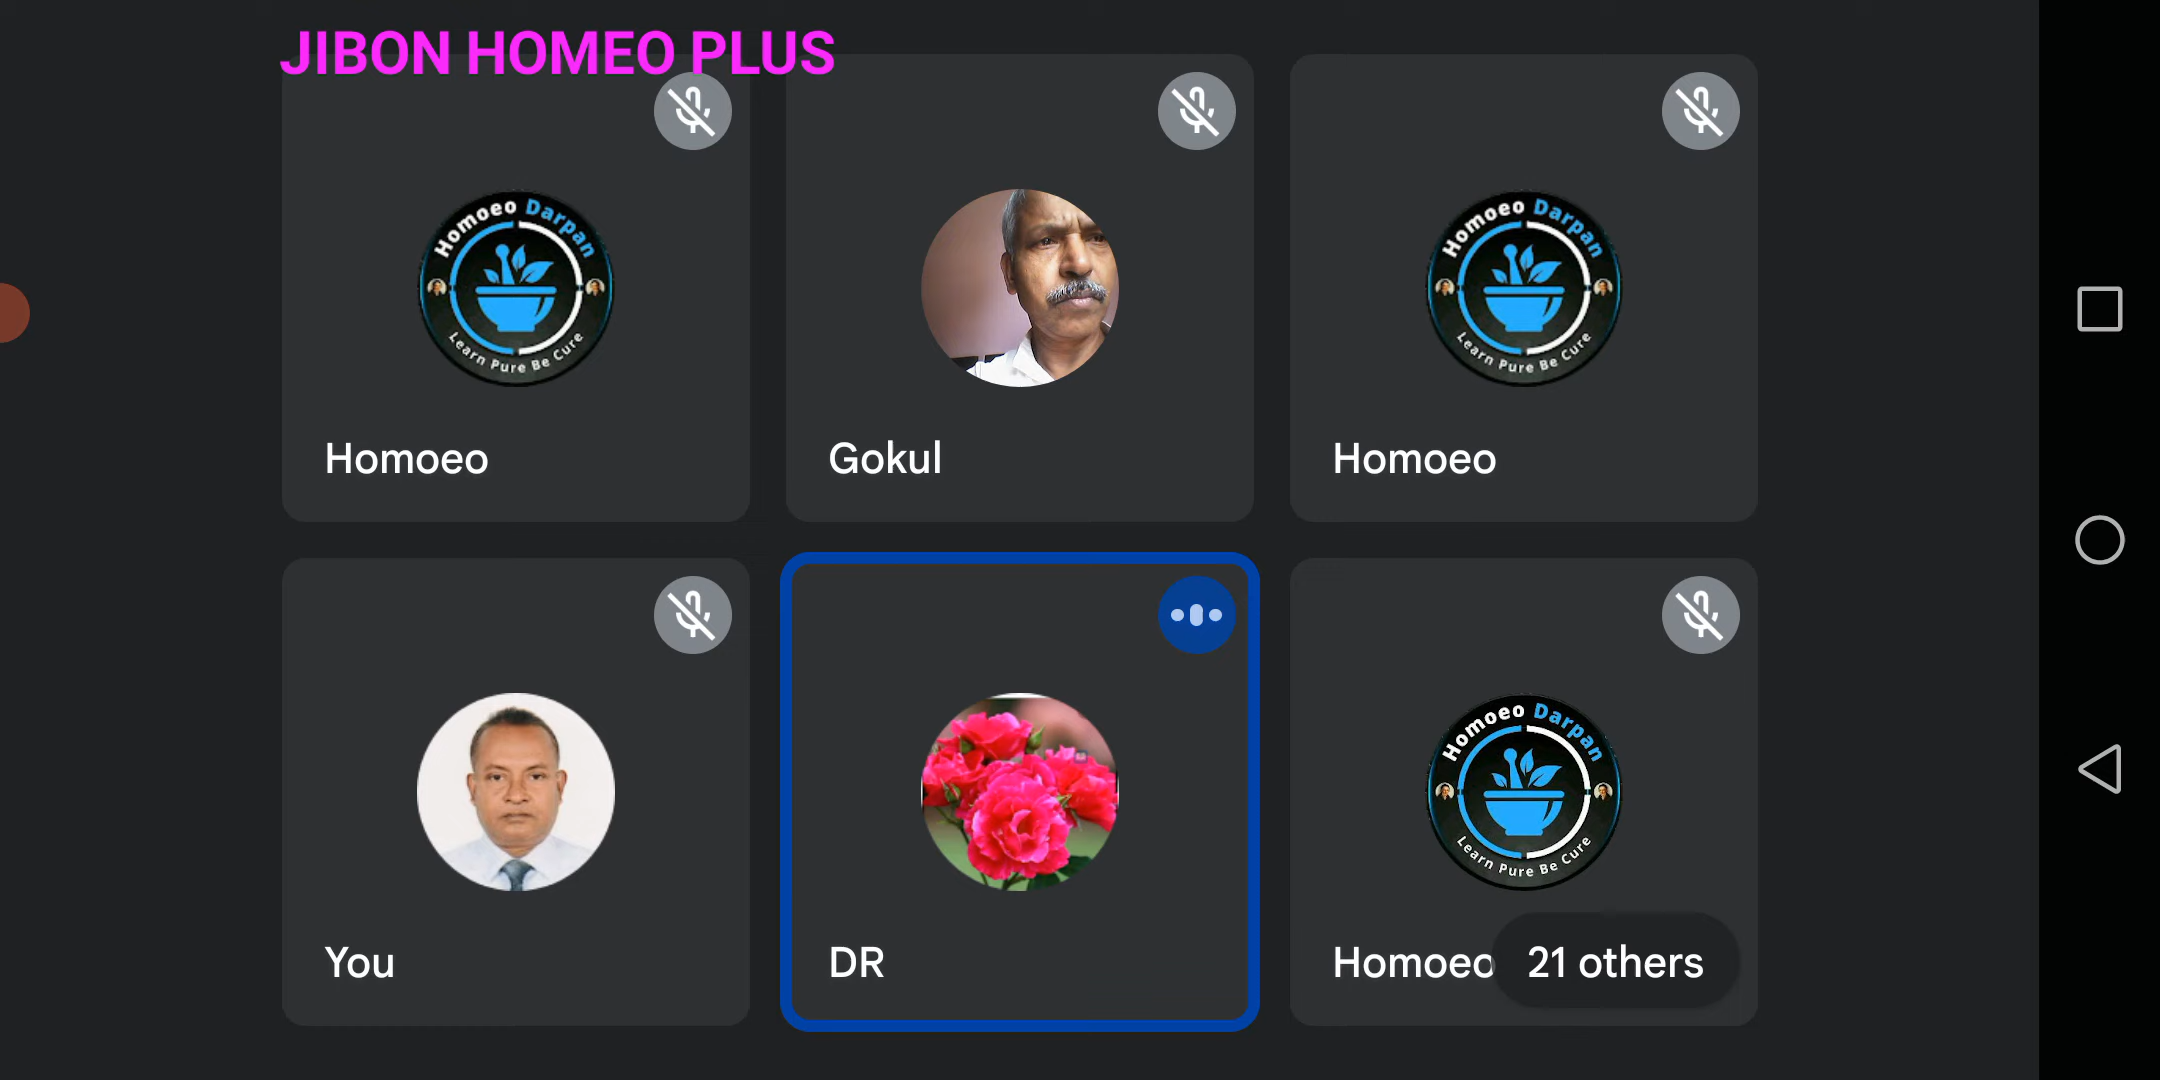 JIBON HOMEO PLUS
Homoeo Darpan
Learn Pure Be Cure
Homoeo
Gokul
Homoeo Darpan
Learn Pure Be Cure
Homoeo
You
DR
Homoeo Darpan
Learn Pure Be Cure
Homoeo
21 others